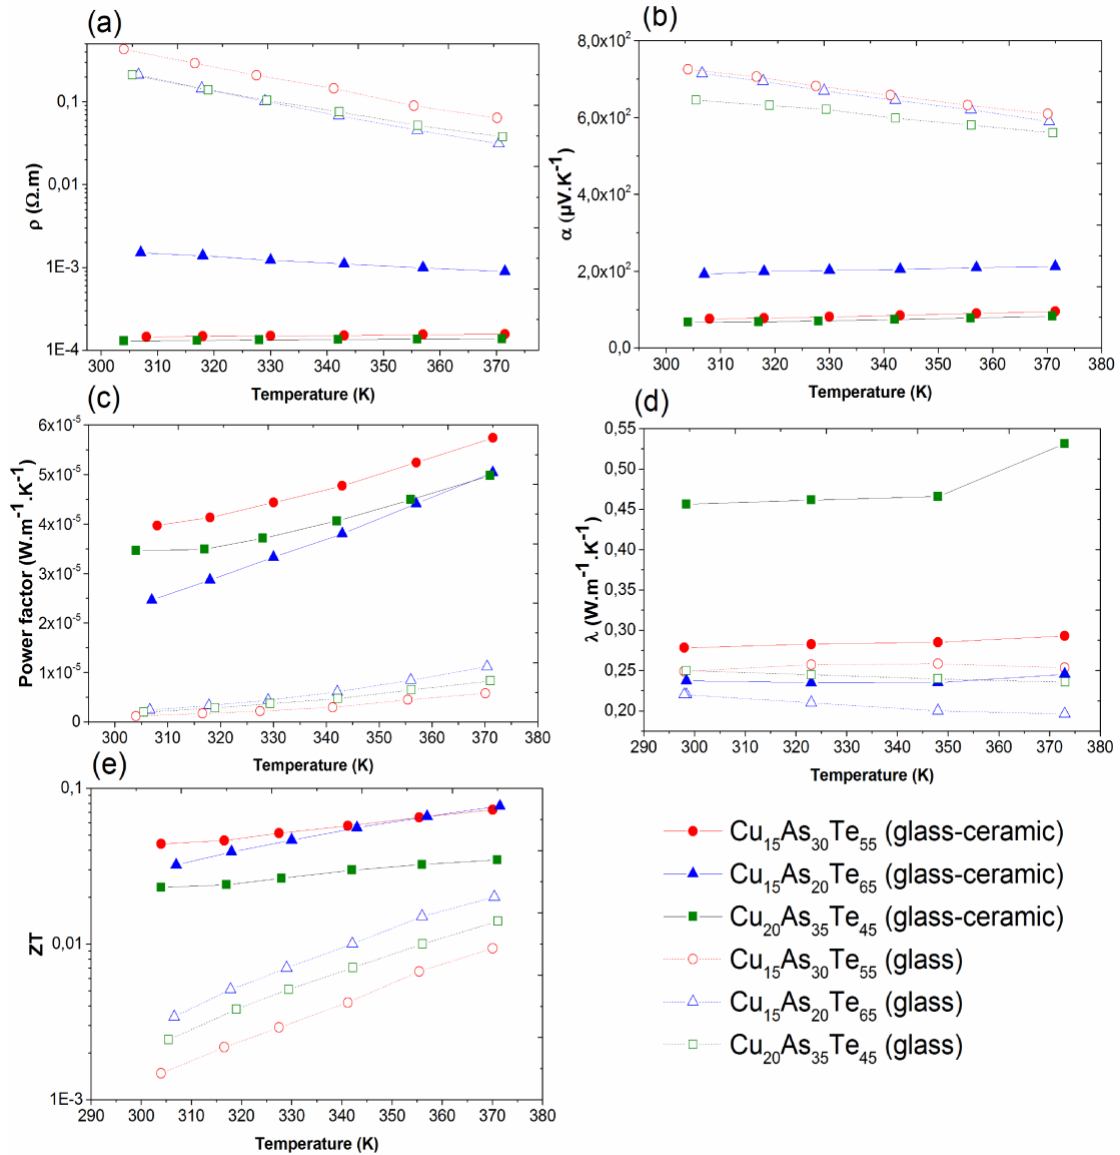 (a)
0,1
0,01
1E-3
1E-4
ρ (Ω.m)
300 310 320 330 340 350 360 370 380
Temperature (K)
(b)
8,0x10²
6,0x10²
4,0x10²
2,0x10²
0,0
α (µV.K⁻¹)
300 310 320 330 340 350 360 370 380
Temperature (K)
(c)
6x10⁻⁵
5x10⁻⁵
4x10⁻⁵
3x10⁻⁵
1x10⁻⁵
0
Power factor (W.m⁻¹.K⁻¹)
300 310 320 330 340 350 360 370 380
Temperature (K)
(d)
0,55
0,50
0,45
0,40
0,35
0,30
0,25
0,20
λ (W.m⁻¹.K⁻¹)
290 300 310 320 330 340 350 360 370 380
Temperature (K)
(e)
0,1
0,01
1E-3
ZT
290 300 310 320 330 340 350 360 370 380
Temperature (K)
Cu₁₅As₃₀Te₅₅ (glass-ceramic)
Cu₁₅As₂₀Te₆₅ (glass-ceramic)
Cu₂₀As₃₅Te₄₅ (glass-ceramic)
Cu₁₅As₃₀Te₅₅ (glass)
Cu₁₅As₂₀Te₆₅ (glass)
Cu₂₀As₃₅Te₄₅ (glass)